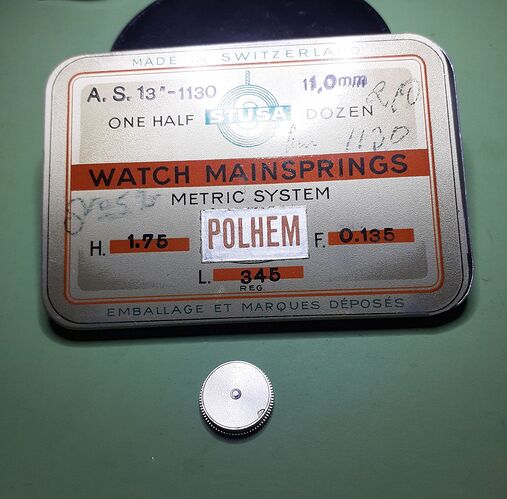 MADE IN SWITZERLAND
A. S. 13'''-1130 11,0mm
ONE HALF STUSA DOZEN
1130
WATCH MAINSPRINGS
METRIC SYSTEM
POLHEM
H. 1.75 F. 0.135
L. 345
REG.
EMBALLAGE ET MARQUES DÉPOSÉS